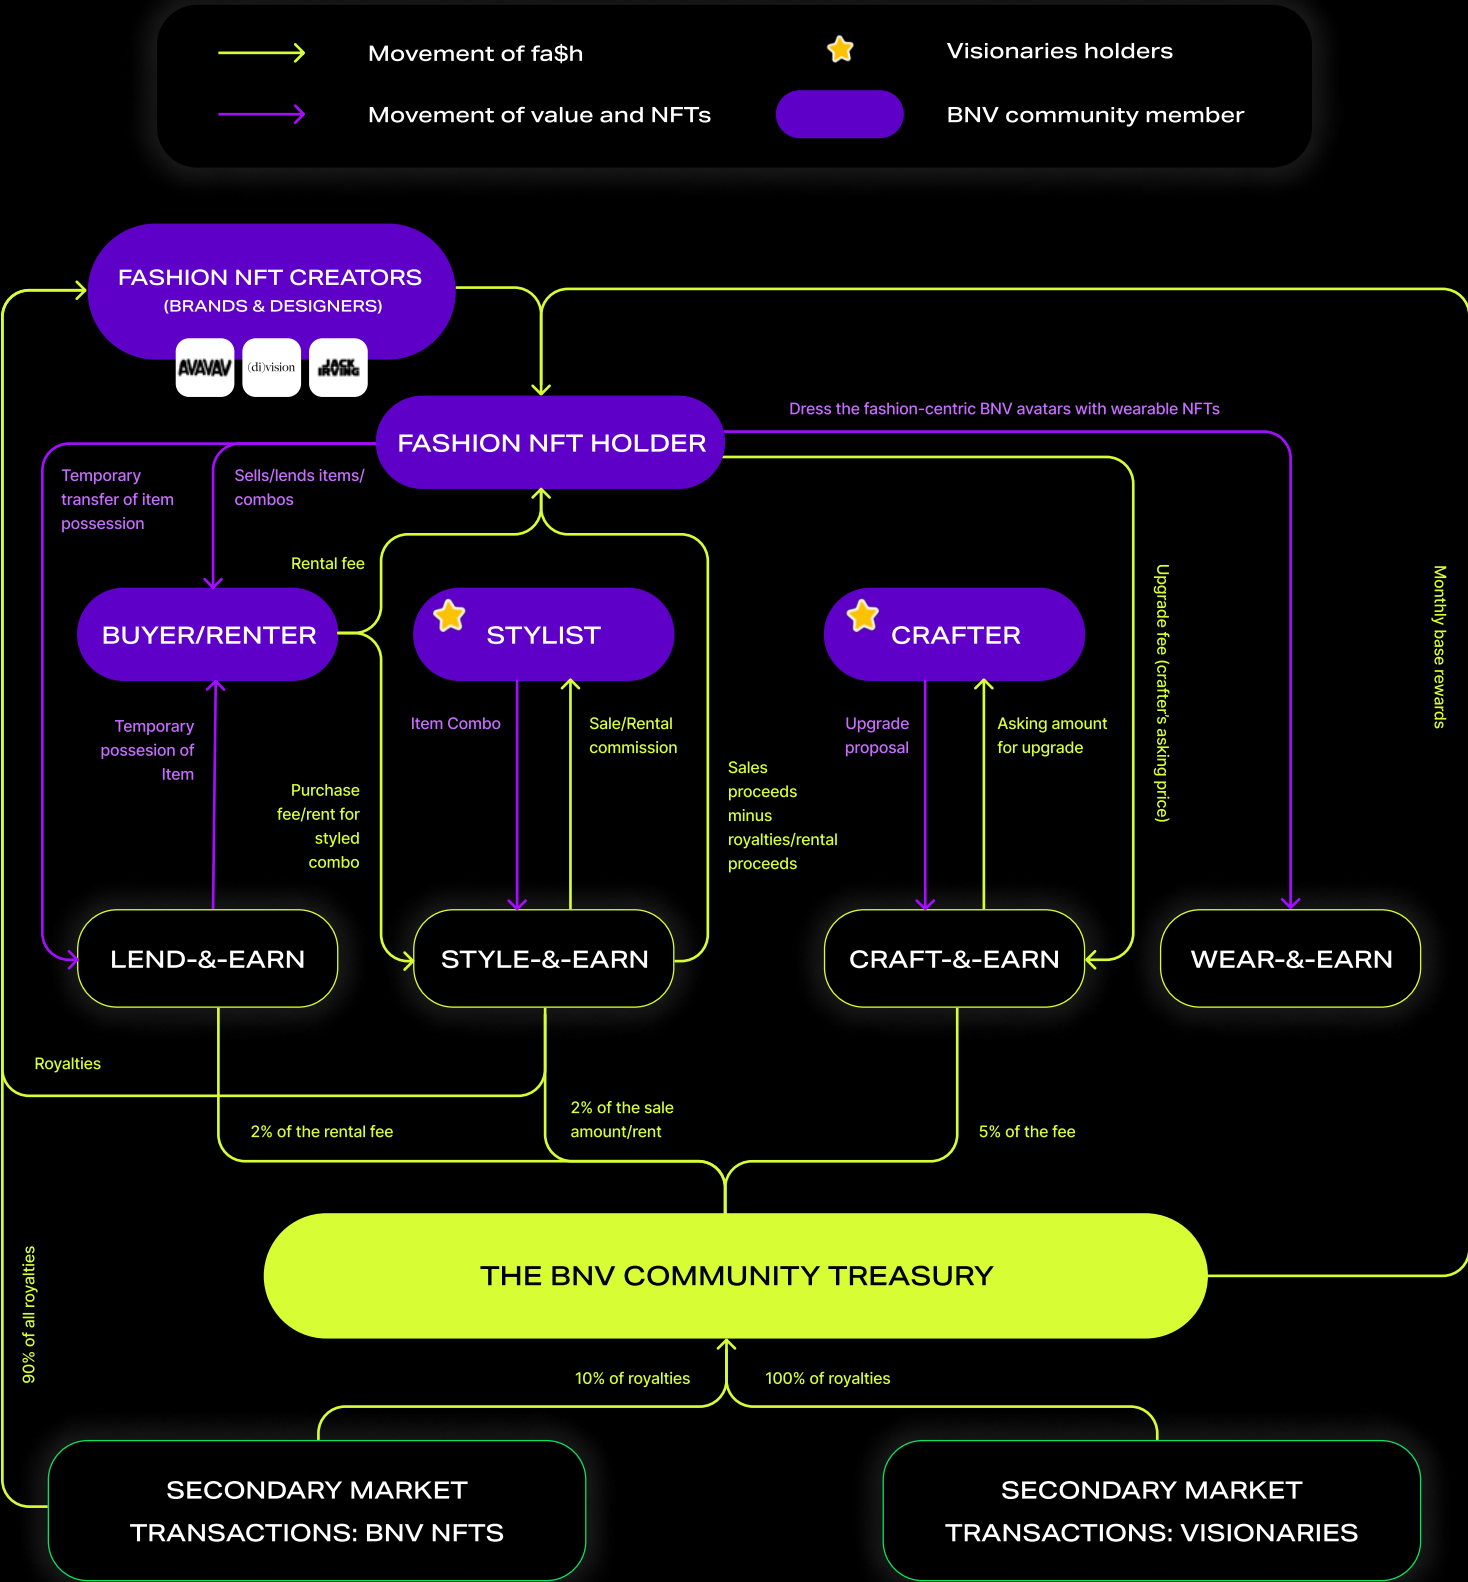 Movement of fa$h
Visionaries holders
Movement of value and NFTs
BNV community member
FASHION NFT CREATORS
(BRANDS & DESIGNERS)
AVAVAV
(di)vision
JACK
IRVING
FASHION NFT HOLDER
Dress the fashion-centric BNV avatars with wearable NFTs
Temporary
transfer of item
possession
Sells/lends items/
combos
Rental fee
BUYER/RENTER
STYLIST
CRAFTER
Upgrade fee (crafter's asking price)
Monthly base rewards
Temporary
possesion of
Item
Item Combo
Sale/Rental
commission
Upgrade
proposal
Asking amount
for upgrade
Purchase
fee/rent for
styled
combo
Sales
proceeds
minus
royalties/rental
proceeds
LEND-&-EARN
STYLE-&-EARN
CRAFT-&-EARN
WEAR-&-EARN
Royalties
2% of the rental fee
2% of the sale
amount/rent
5% of the fee
THE BNV COMMUNITY TREASURY
90% of all royalties
10% of royalties
100% of royalties
SECONDARY MARKET
TRANSACTIONS: BNV NFTS
SECONDARY MARKET
TRANSACTIONS: VISIONARIES